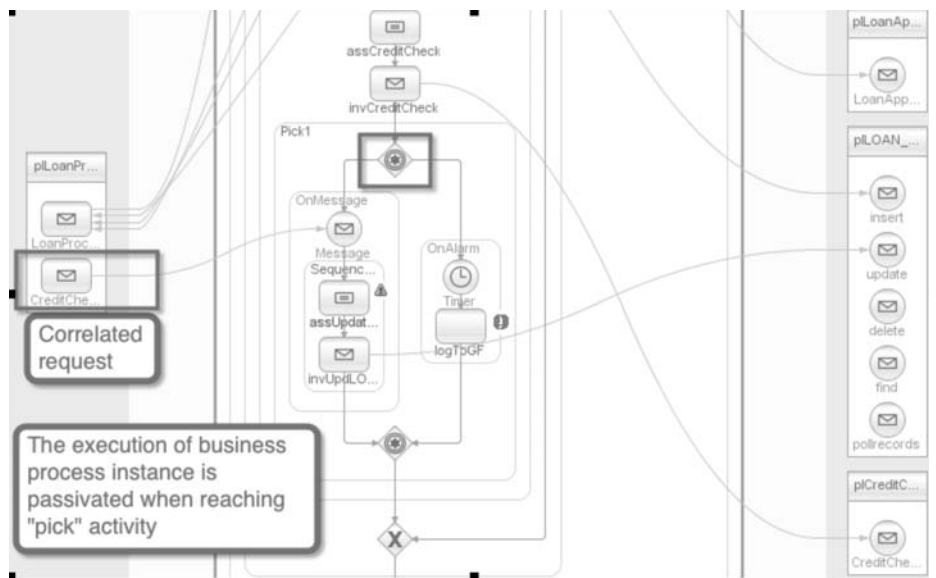 plLoanAp...
assCreditCheck
LoanApp...
invCreditCheck
Pick1
plLoanPr...
plLOAN_...
OnMessage
insert
LoanProc...
Message
OnAlarm
Sequenc...
update
CreditChe...
Timer
assUpdat...
delete
Correlated
request
logToGF
invUpdLO...
find
The execution of business
process instance is
passivated when reaching
"pick" activity
pollrecords
plCreditC...
X
CreditChe...